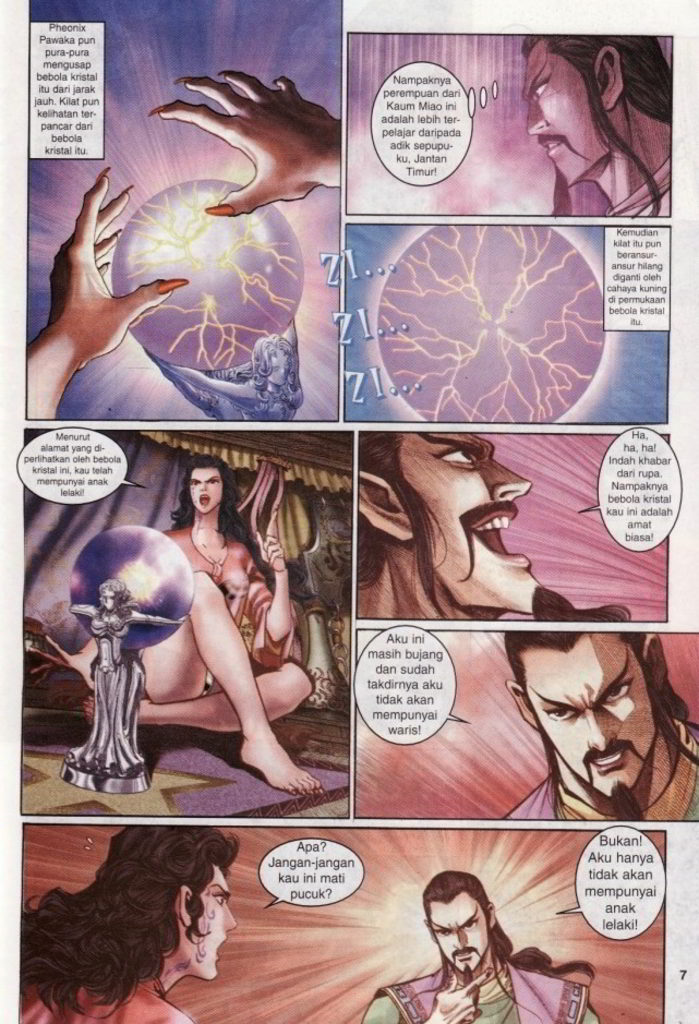 Pheonix
Pawaka pun
pura-pura
mengusap
bebola kristal
itu dari jarak
jauh. Kilat pun
kelihatan ter-
pancar dari
bebola
kristal itu.
Nampaknya
perempuan dari
Kaum Miao ini
adalah lebih ter-
pelajar daripada
adik sepupu-
ku, Jantan
Timur!
ZI...
ZI...
ZI...
Kemudian
kilat itu pun
beransur-
ansur hilang
diganti oleh
cahaya kuning
di permukaan
bebola kristal
itu.
Menurut
alamat yang di-
perlihatkan oleh bebola
kristal ini, kau telah
mempunyai anak
lelaki!
Ha,
ha, ha!
Indah khabar
dari rupa.
Nampaknya
bebola kristal
kau ini adalah
amat
biasa!
Aku ini
masih bujang
dan sudah
takdirnya aku
tidak akan
mempunyai
waris!
Apa?
Jangan-jangan
kau ini mati
pucuk?
Bukan!
Aku hanya
tidak akan
mempunyai
anak
lelaki!
7